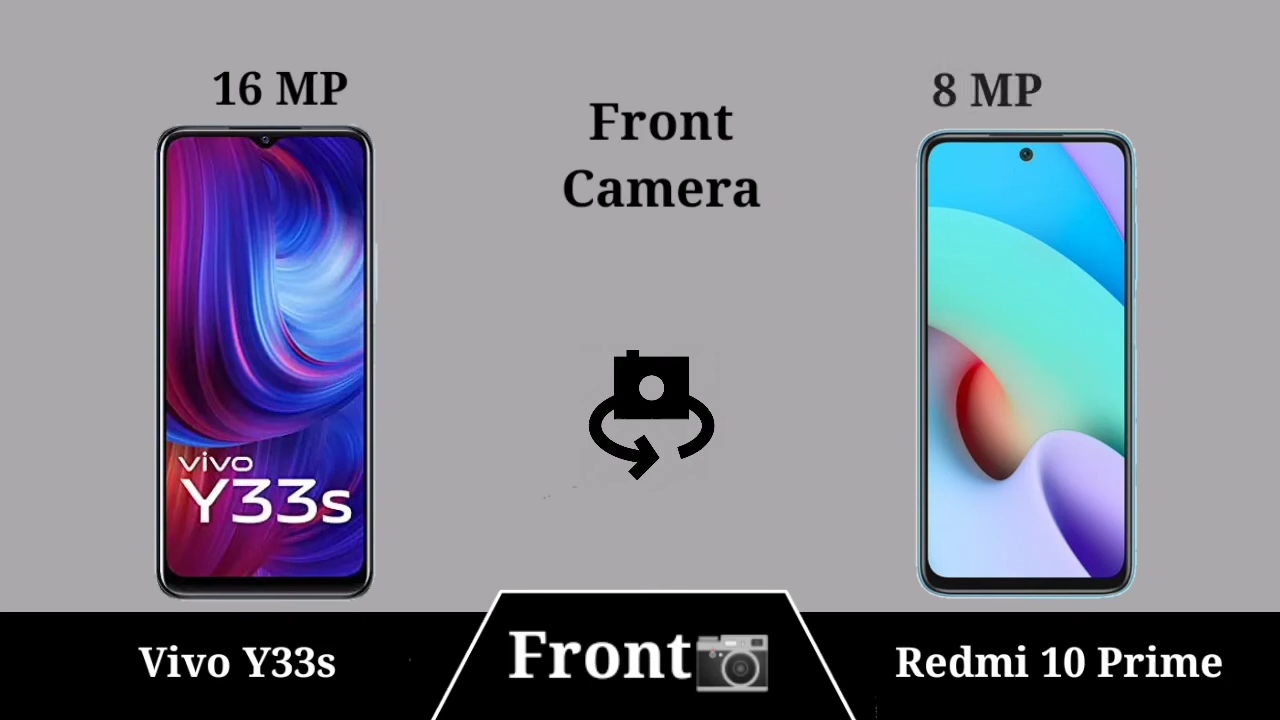 16 MP
Front
Camera
8 MP
vivo
Y33s
Vivo Y33s
Front
Redmi 10 Prime